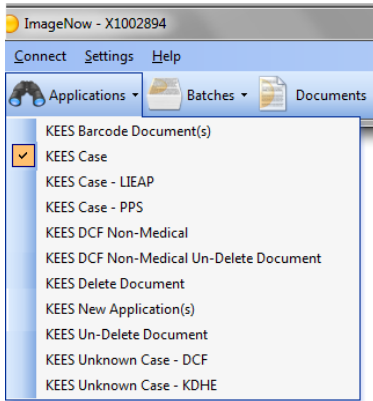 ImageNow - X1002894
Connect Settings Help
Applications Batches Documents
KEES Barcode Document(s)
KEES Case
KEES Case - LIEAP
KEES Case - PPS
KEES DCF Non-Medical
KEES DCF Non-Medical Un-Delete Document
KEES Delete Document
KEES New Application(s)
KEES Un-Delete Document
KEES Unknown Case - DCF
KEES Unknown Case - KDHE